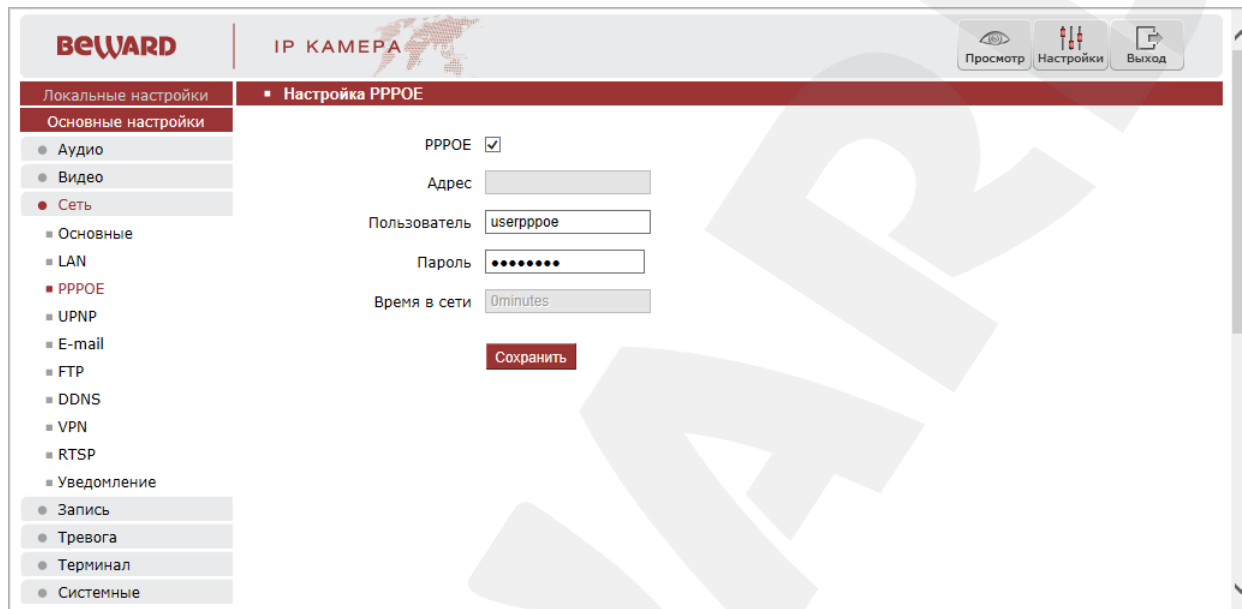 BEWARD
IP КАМЕРА
Просмотр
Настройки
Выход
Локальные настройки
Настройка PPPOE
Основные настройки
Аудио
Видео
Сеть
Основные
LAN
PPPOE
UPNP
E-mail
FTP
DDNS
VPN
RTSP
Уведомление
Запись
Тревога
Терминал
Системные
PPPOE
Адрес
Пользователь userpppoe
Пароль ••••••••
Время в сети 0minutes
Сохранить